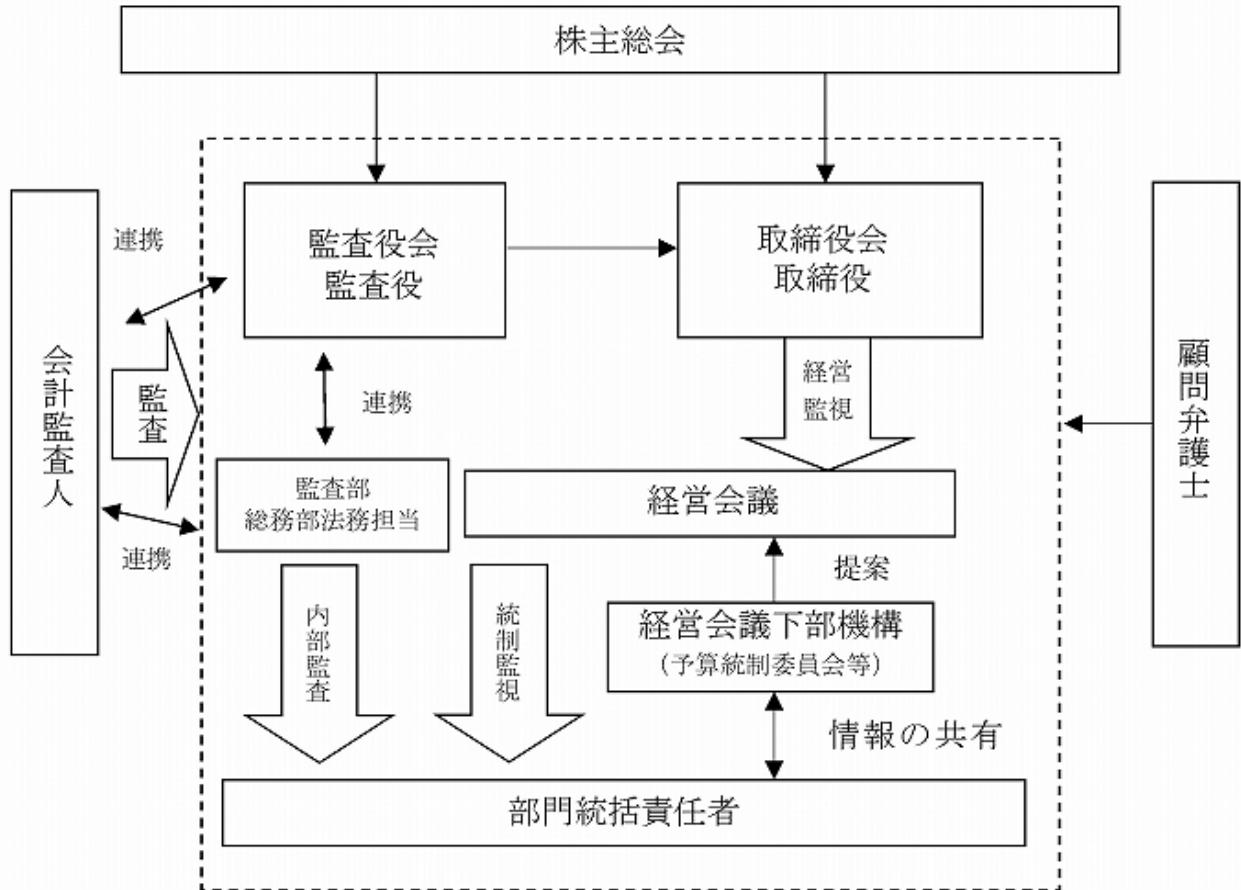 株主総会
監査役会
監査役
取締役会
取締役
連携
会計監査人
監査
連携
経営
監視
顧問弁護士
監査部
総務部法務担当
経営会議
連携
提案
内部監査
統制監視
経営会議下部機構
（予算統制委員会等）
情報の共有
部門統括責任者